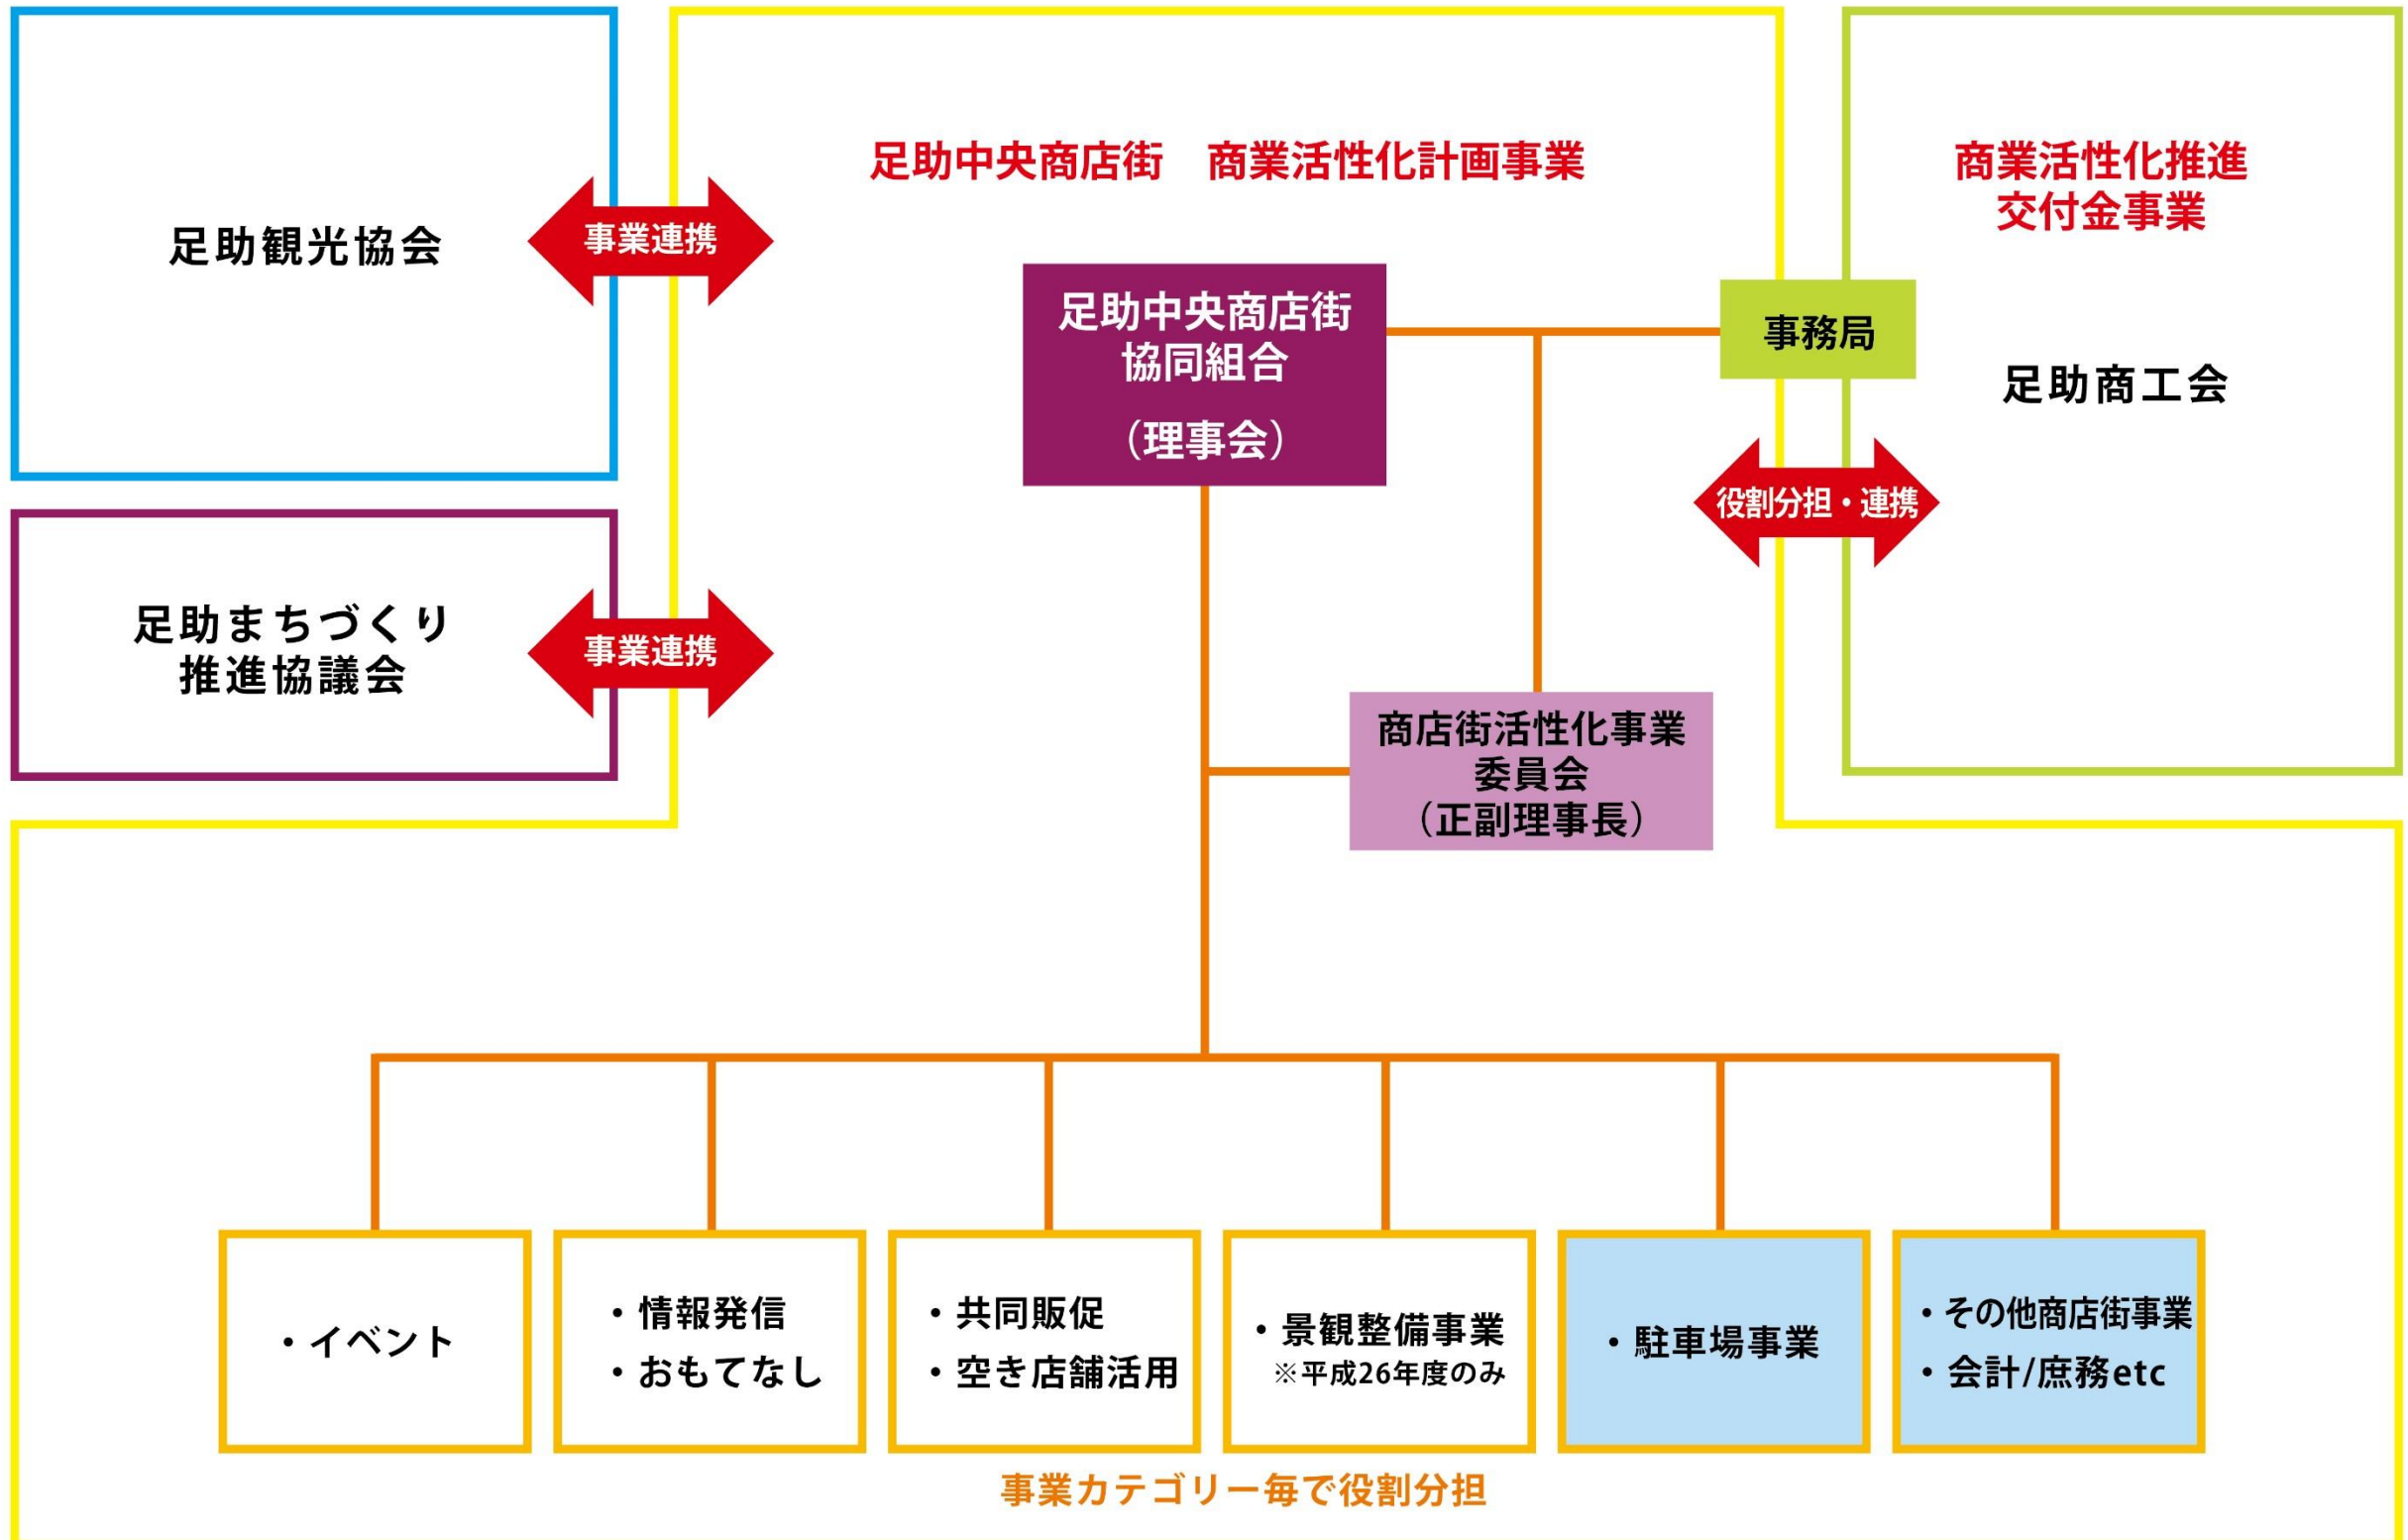 足助観光協会
事業連携
足助まちづくり
推進協議会
事業連携
足助中央商店街　商業活性化計画事業
足助中央商店街
協同組合
（理事会）
事務局
商業活性化推進
交付金事業
足助商工会
役割分担・連携
商店街活性化事業
委員会
（正副理事長）
・イベント
・情報発信
・おもてなし
・共同販促
・空き店舗活用
・景観整備事業
※平成26年度のみ
・駐車場事業
・その他商店街事業
・会計/庶務etc
事業カテゴリー毎で役割分担